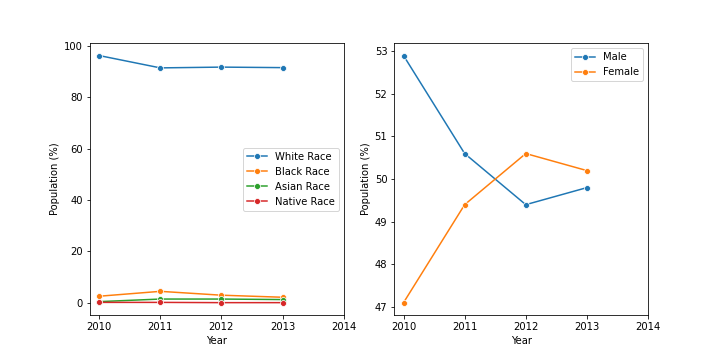 100
80
60
40
20
0
Population (%)
2010 2011 2012 2013 2014
Year
White Race
Black Race
Asian Race
Native Race
53
52
51
50
49
48
47
Population (%)
2010 2011 2012 2013 2014
Year
Male
Female